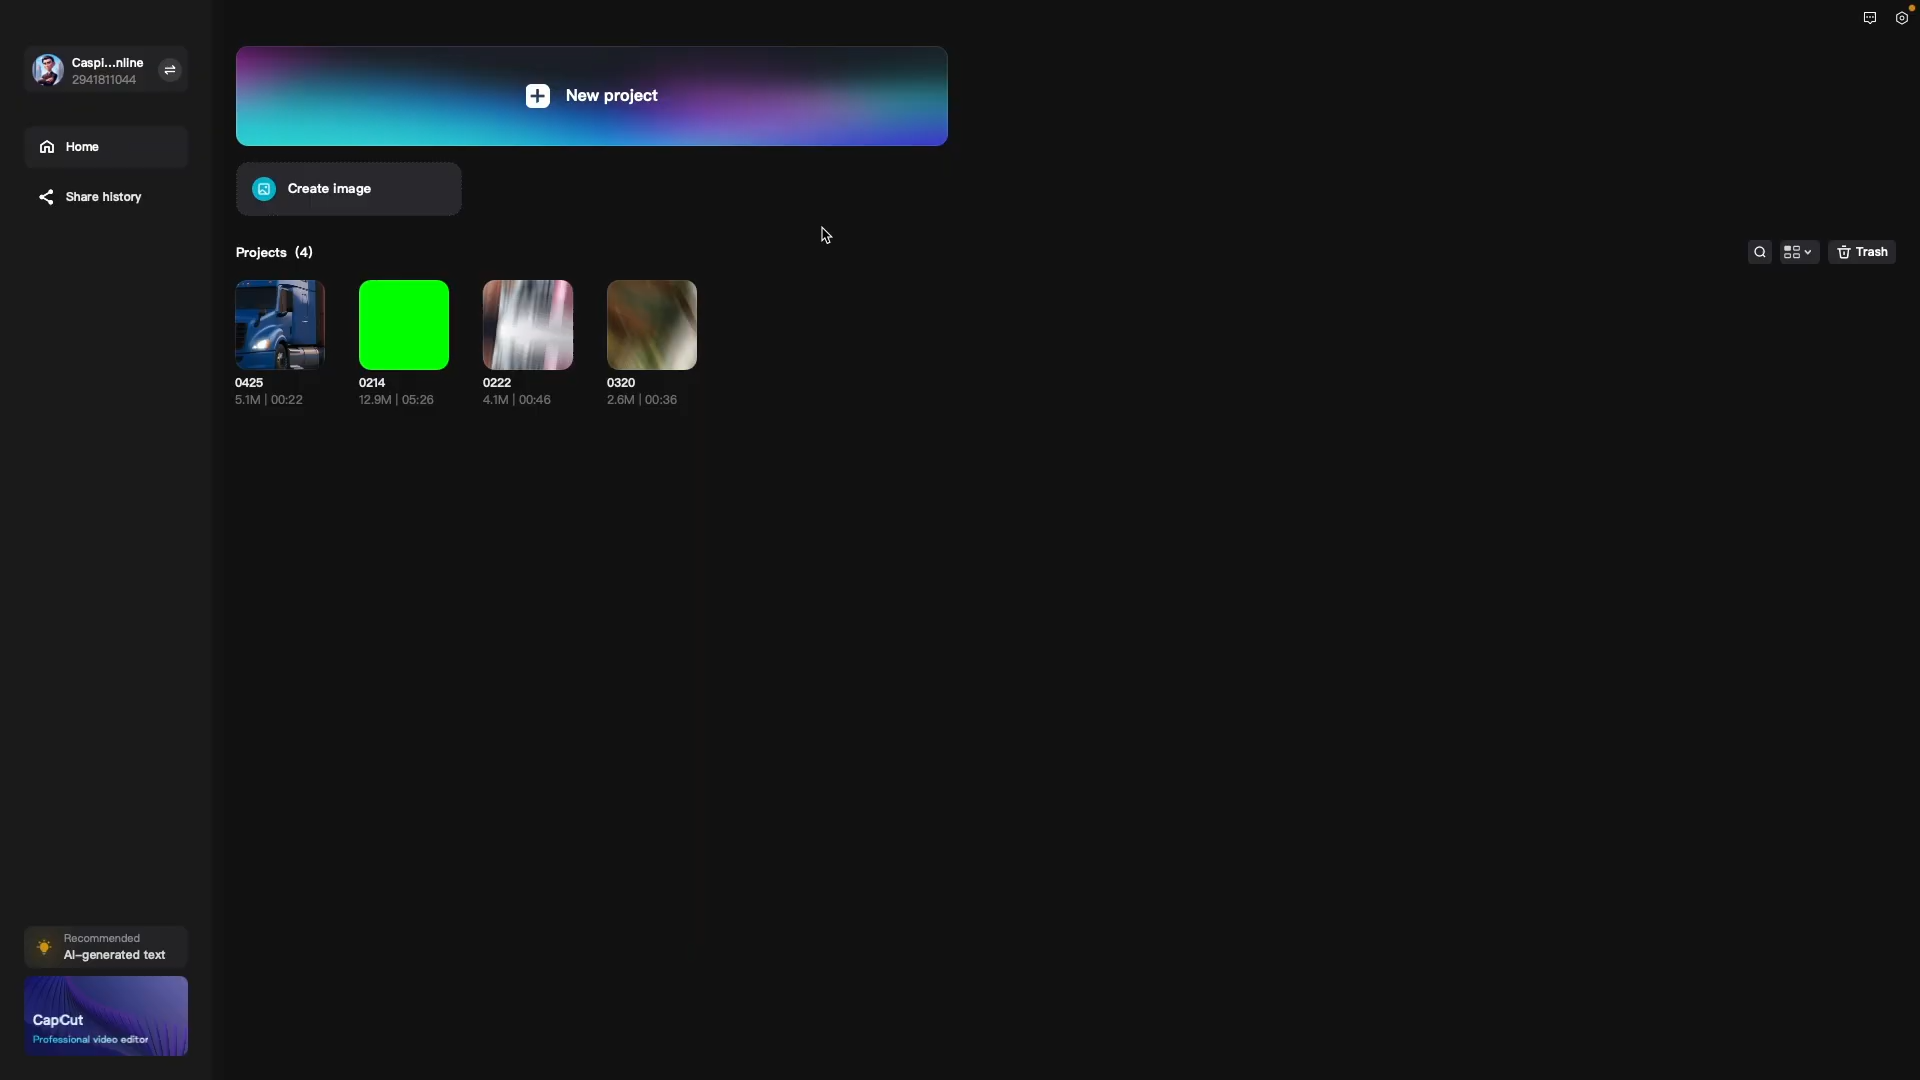 Caspi...nline
2941811044
Home
Share history
New project
Create image
Projects (4)
Trash
0425
5.1M | 00:22
0214
12.9M | 05:26
0222
4.1M | 00:46
0320
2.6M | 00:36
Recommended
AI-generated text
CapCut
Professional video editor